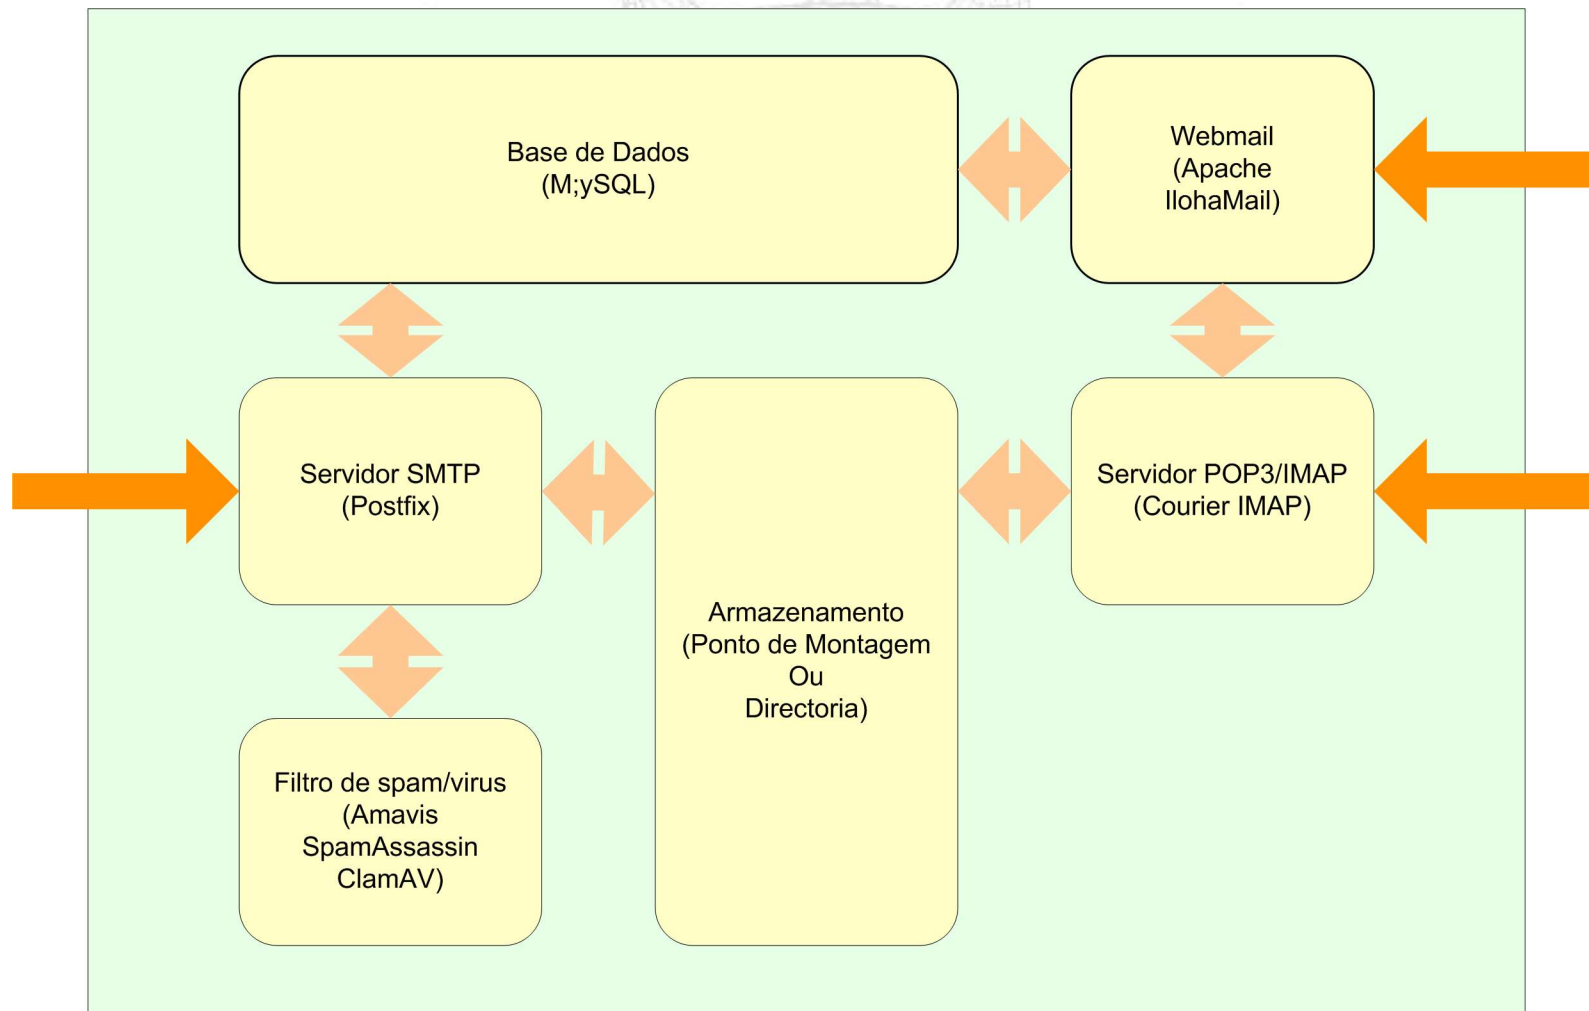 Base de Dados
(M;ySQL)
Webmail
(Apache
IlohaMail)
Servidor SMTP
(Postfix)
Servidor POP3/IMAP
(Courier IMAP)
Armazenamento
(Ponto de Montagem
Ou
Directoria)
Filtro de spam/virus
(Amavis
SpamAssassin
ClamAV)